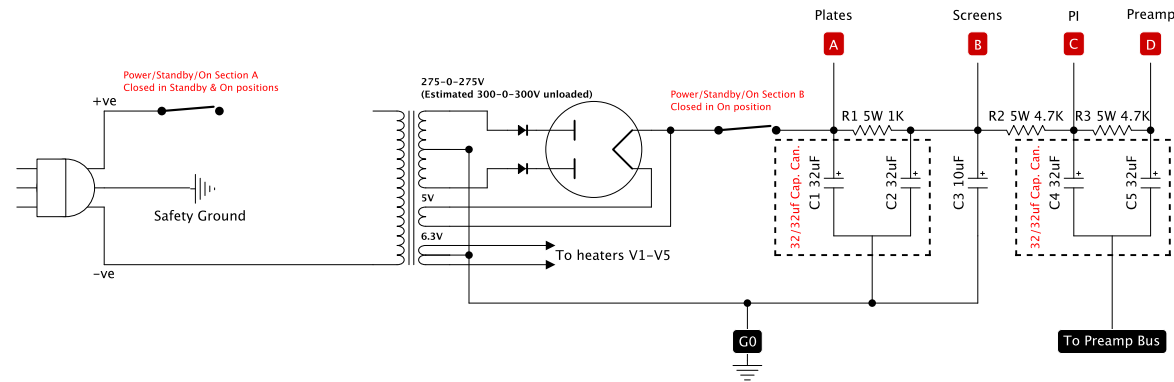 Plates
Screens
PI
Preamp
A
B
C
D
Power/Standby/On Section A
Closed in Standby & On positions
275-0-275V
(Estimated 300-0-300V unloaded)
Power/Standby/On Section B
Closed in On position
+ve
R1 5W 1K
R2 5W 4.7K
R3 5W 4.7K
32/32uf Cap. Can.
C1 32uF
+
C2 32uF
+
C3 10uF
+
32/32uf Cap. Can.
C4 32uF
+
C5 32uF
+
Safety Ground
5V
6.3V
To heaters V1-V5
-ve
G0
To Preamp Bus